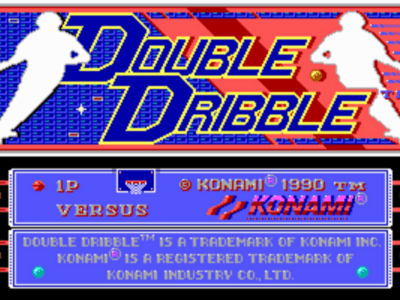 DOUBLE
DRIBBLE
TM
1P
© KONAMI® 1990 TM
VERSUS
KONAMI®
DOUBLE DRIBBLE™ IS A TRADEMARK OF KONAMI INC.
KONAMI® IS A REGISTERED TRADEMARK OF
KONAMI INDUSTRY CO., LTD.